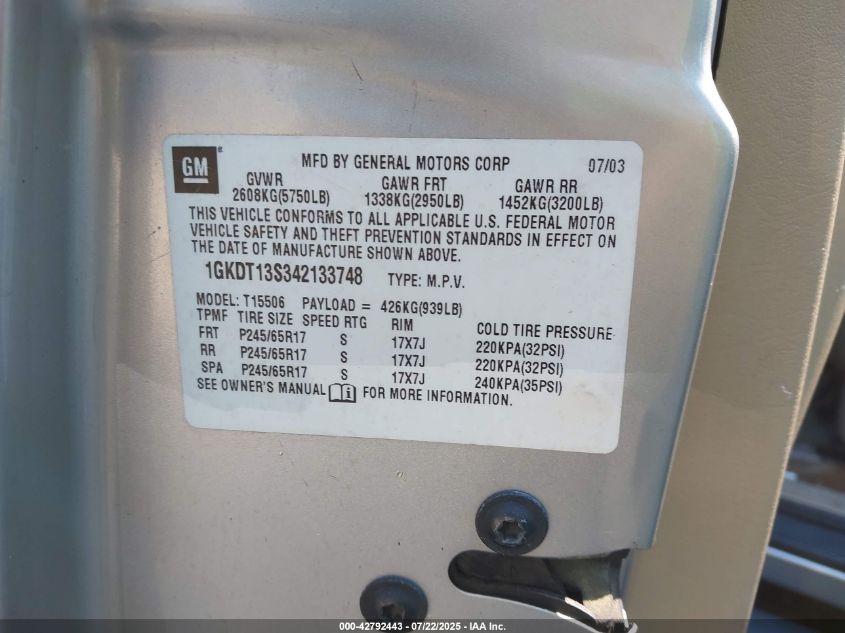 GM ® MFD BY GENERAL MOTORS CORP 07/03
GVWR GAWR FRT GAWR RR
2608KG(5750LB) 1338KG(2950LB) 1452KG(3200LB)
THIS VEHICLE CONFORMS TO ALL APPLICABLE U.S. FEDERAL MOTOR
VEHICLE SAFETY AND THEFT PREVENTION STANDARDS IN EFFECT ON
THE DATE OF MANUFACTURE SHOWN ABOVE.
1GKDT13S342133748 TYPE: M.P.V.
MODEL: T15506 PAYLOAD = 426KG(939LB)
TPMF TIRE SIZE SPEED RTG RIM COLD TIRE PRESSURE
FRT P245/65R17 S 17X7J 220KPA(32PSI)
RR P245/65R17 S 17X7J 220KPA(32PSI)
SPA P245/65R17 S 17X7J 240KPA(35PSI)
SEE OWNER'S MANUAL FOR MORE INFORMATION.
000-42792443 - 07/22/2025 - IAA Inc.